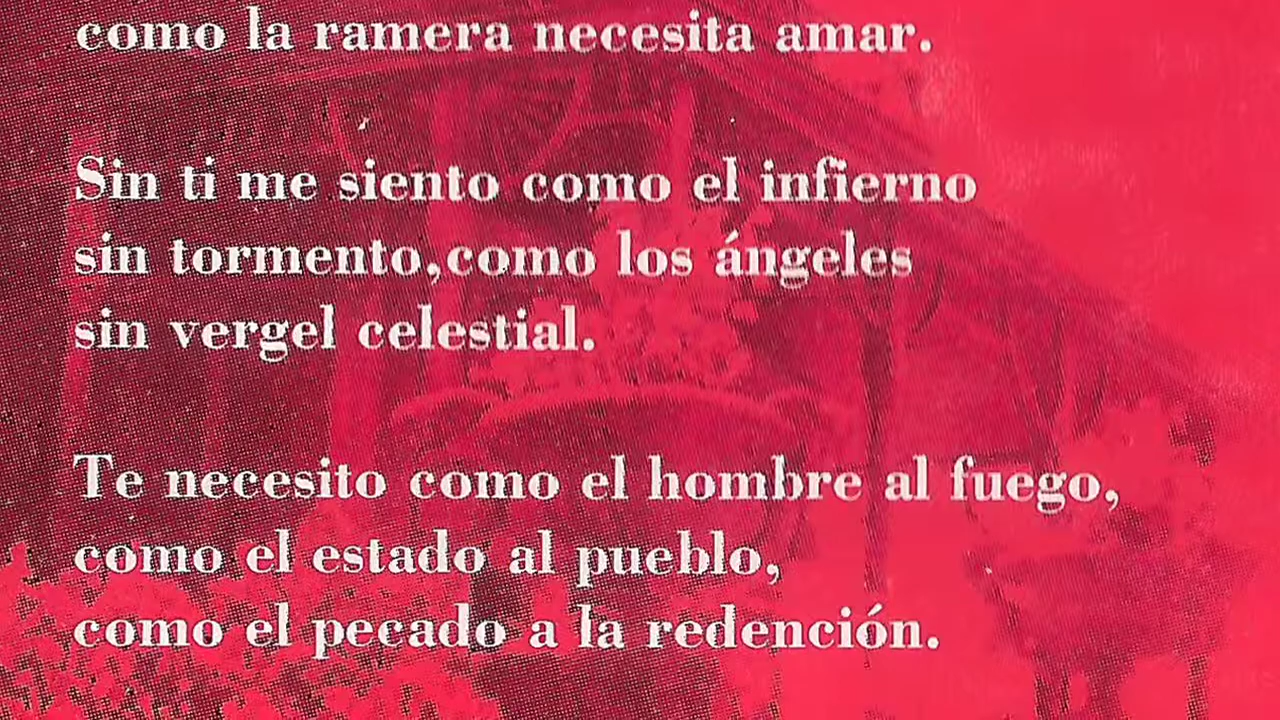 como la ramera necesita amar.
Sin ti me siento como el infierno
sin tormento,como los ángeles
sin vergel celestial.
Te necesito como el hombre al fuego,
como el estado al pueblo,
como el pecado a la redención.